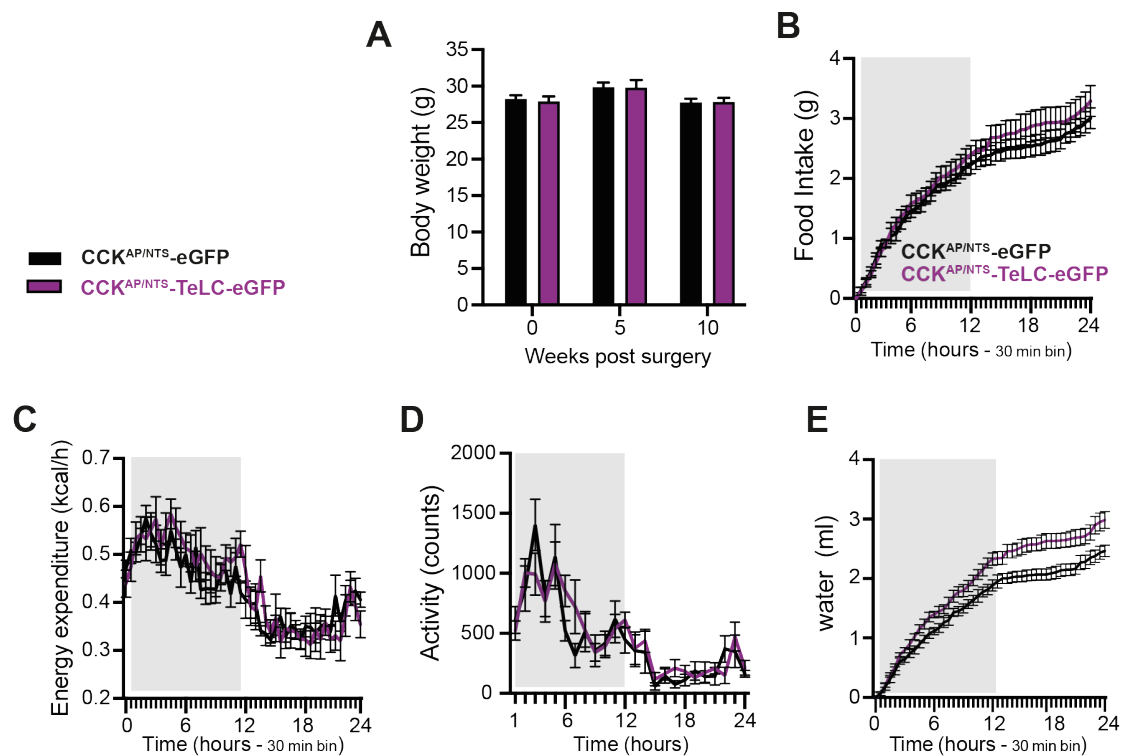 A
Body weight (g)
35
30
25
20
15
10
5
0
0 5 10
Weeks post surgery
CCKAP/NTS-eGFP
CCKAP/NTS-TeLC-eGFP
B
Food Intake (g)
4
3
2
1
0
CCKAP/NTS-eGFP
CCKAP/NTS-TeLC-eGFP
0 6 12 18 24
Time (hours - 30 min bin)
C
Energy expenditure (kcal/h)
0.7
0.6
0.5
0.4
0.3
0.2
0 6 12 18 24
Time (hours - 30 min bin)
D
Activity (counts)
2000
1500
1000
500
0
1 6 12 18 24
Time (hours)
E
water (ml)
4
3
2
1
0
0 6 12 18 24
Time (hours - 30 min bin)